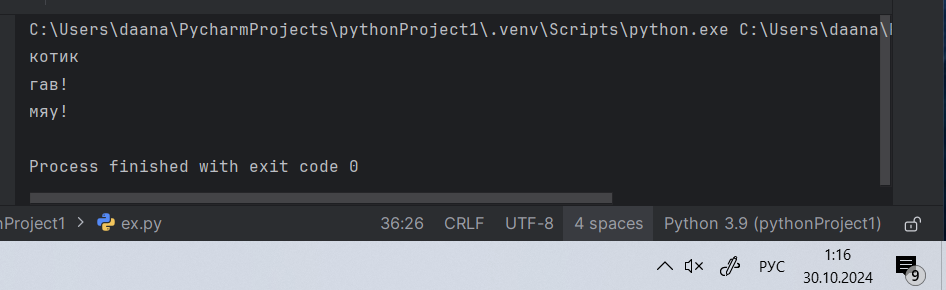 C:\Users\daana\PycharmProjects\pythonProject1\.venv\Scripts\python.exe C:\Users\daana\
котик
гав!
мяу!
Process finished with exit code 0
Project1 > ex.py 36:26 CRLF UTF-8 4 spaces Python 3.9 (pythonProject1)
РУС 1:16
30.10.2024 9